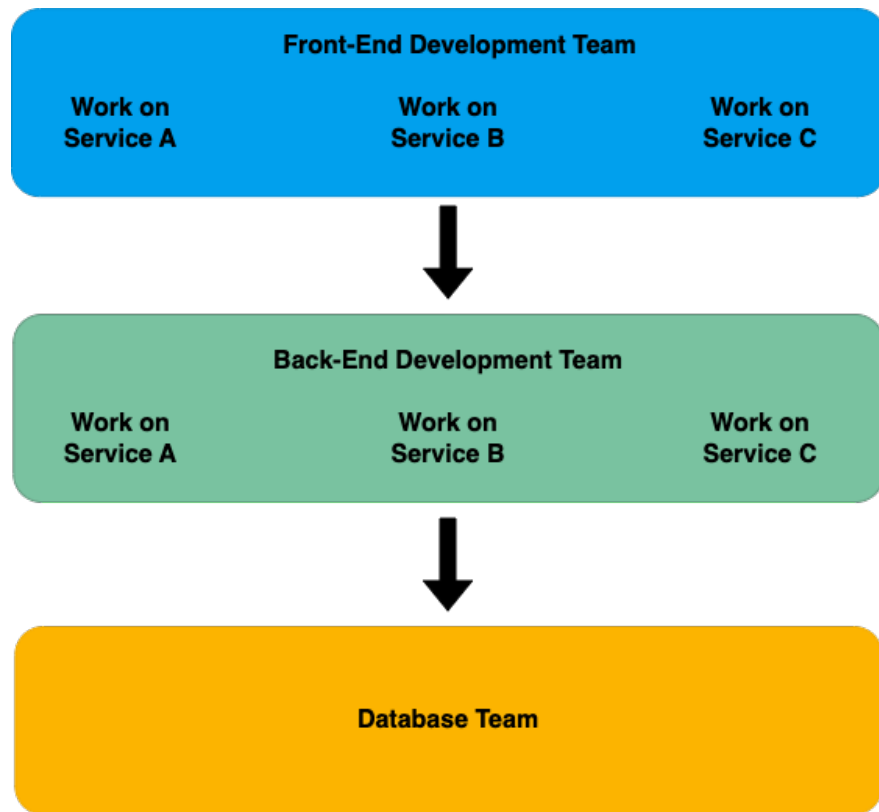 Front-End Development Team
Work on Service A
Work on Service B
Work on Service C
Back-End Development Team
Work on Service A
Work on Service B
Work on Service C
Database Team